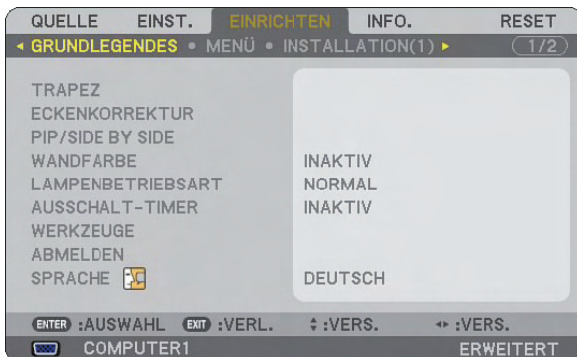 QUELLE EINST. EINRICHTEN INFO. RESET
GRUNDLEGENDES • MENÜ • INSTALLATION(1) 1/2
TRAPEZ
ECKENKORREKTUR
PIP/SIDE BY SIDE
WANDFARBE INAKTIV
LAMPENBETRIEBSART NORMAL
AUSSCHALT-TIMER INAKTIV
WERKZEUGE
ABMELDEN
SPRACHE DEUTSCH
ENTER :AUSWAHL EXIT :VERL. :VERS. :VERS.
COMPUTER1 ERWEITERT